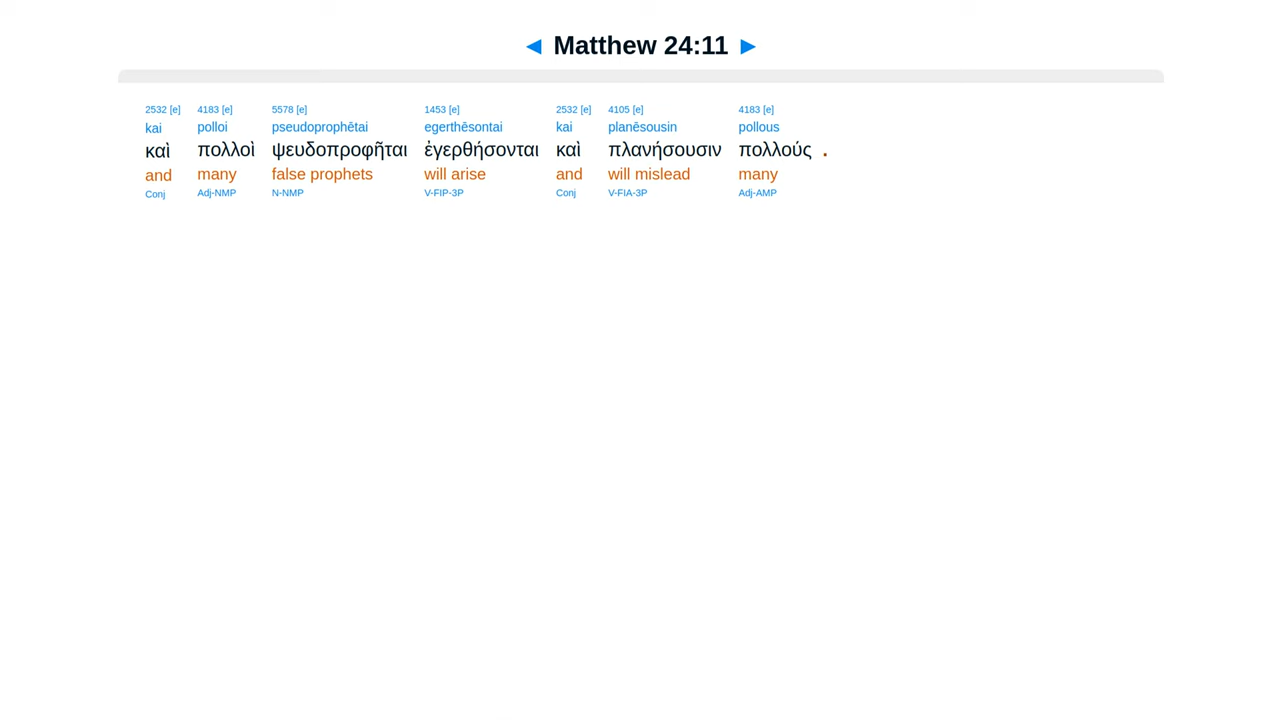 ◄ Matthew 24:11 ►
2532 [e] 4183 [e] 5578 [e] 1453 [e] 2532 [e] 4105 [e] 4183 [e]
kai polloi pseudoprophētai egerthēsontai kai planēsousin pollous
καὶ πολλοὶ ψευδοπροφῆται ἐγερθήσονται καὶ πλανήσουσιν πολλούς .
and many false prophets will arise and will mislead many
Conj Adj-NMP N-NMP V-FIP-3P Conj V-FIA-3P Adj-AMP